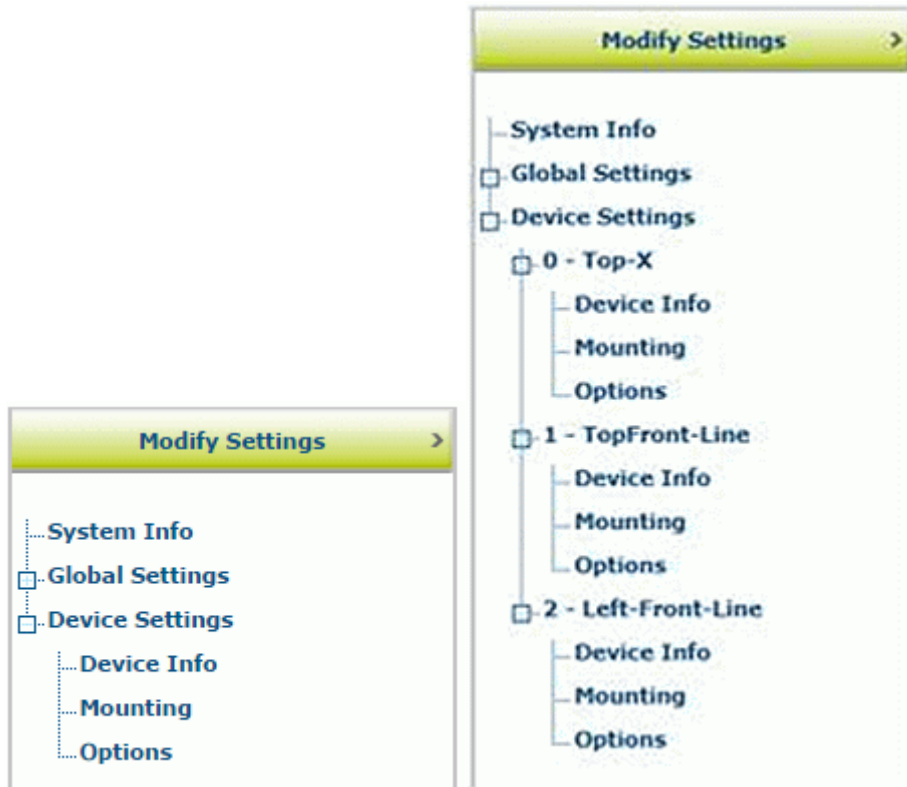 Modify Settings
System Info
Global Settings
Device Settings
Device Info
Mounting
Options
Modify Settings
System Info
Global Settings
Device Settings
0 - Top-X
Device Info
Mounting
Options
1 - TopFront-Line
Device Info
Mounting
Options
2 - Left-Front-Line
Device Info
Mounting
Options